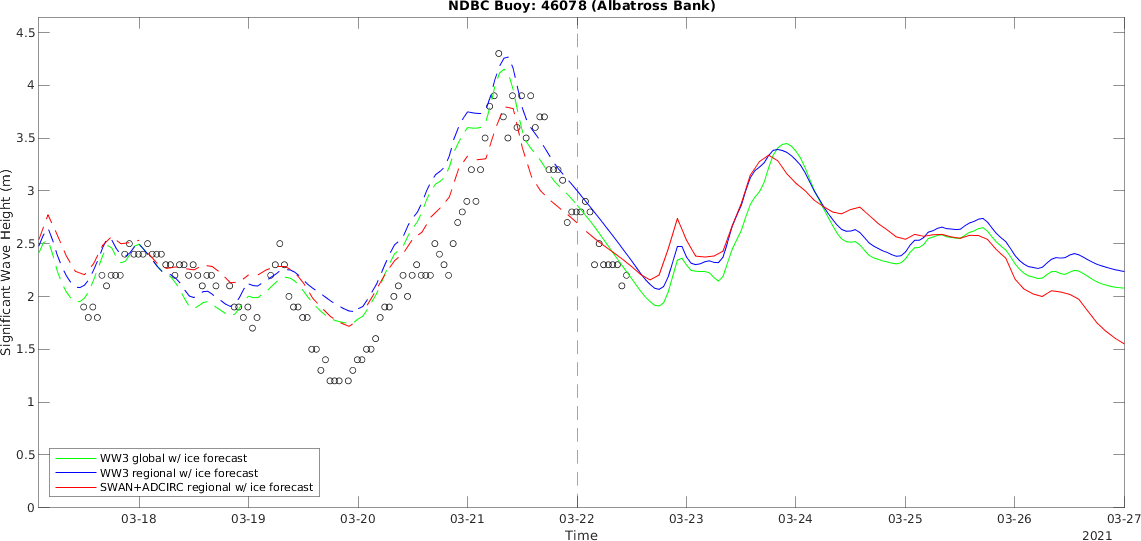 NDBC Buoy: 46078 (Albatross Bank)
4.5
4
3.5
3
2.5
2
1.5
1
0.5
0
Significant Wave Height (m)
WW3 global w/ ice forecast
WW3 regional w/ ice forecast
SWAN+ADCIRC regional w/ ice forecast
03-18 03-19 03-20 03-21 03-22 03-23 03-24 03-25 03-26 03-27
Time
2021